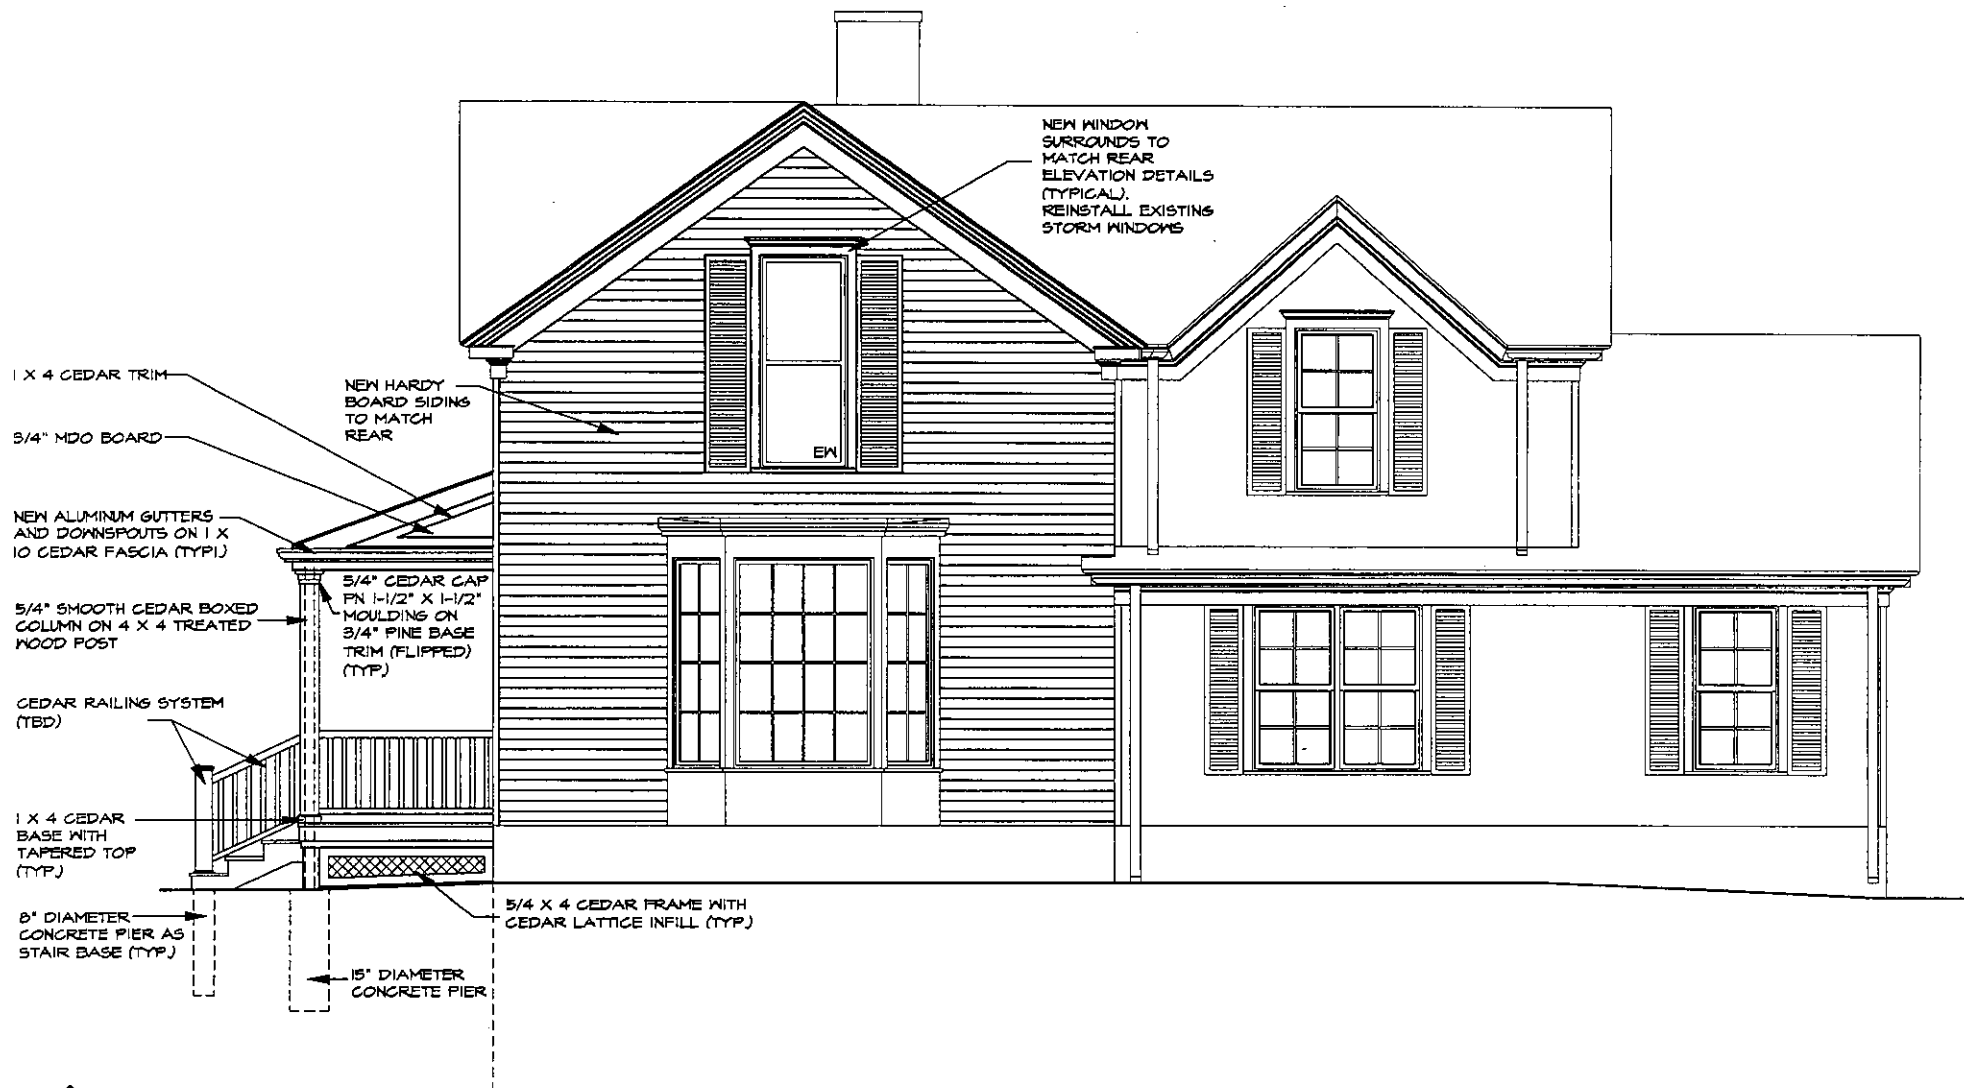 NEW WINDOW
SURROUNDS TO
MATCH REAR
ELEVATION DETAILS
(TYPICAL).
REINSTALL EXISTING
STORM WINDOWS
1 X 4 CEDAR TRIM
NEW HARDY
BOARD SIDING
TO MATCH
REAR
3/4" MDO BOARD
EW
NEW ALUMINUM GUTTERS
AND DOWNSPOUTS ON 1 X
10 CEDAR FASCIA (TYP1.)
5/4" CEDAR CAP
PN 1-1/2" X 1-1/2"
MOULDING ON
3/4" PINE BASE
TRIM (FLIPPED)
(TYP.)
5/4" SMOOTH CEDAR BOXED
COLUMN ON 4 X 4 TREATED
WOOD POST
CEDAR RAILING SYSTEM
(TBD)
1 X 4 CEDAR
BASE WITH
TAPERED TOP
(TYP.)
5/4 X 4 CEDAR FRAME WITH
CEDAR LATTICE INFILL (TYP.)
8" DIAMETER
CONCRETE PIER AS
STAIR BASE (TYP.)
15" DIAMETER
CONCRETE PIER